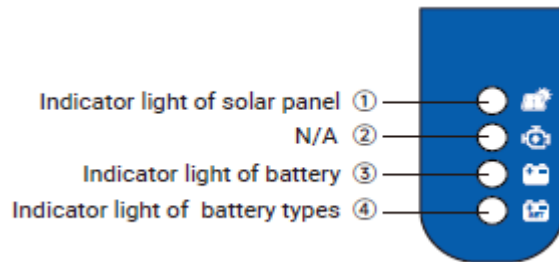 Indicator light of solar panel ①
N/A ②
Indicator light of battery ③
Indicator light of battery types ④